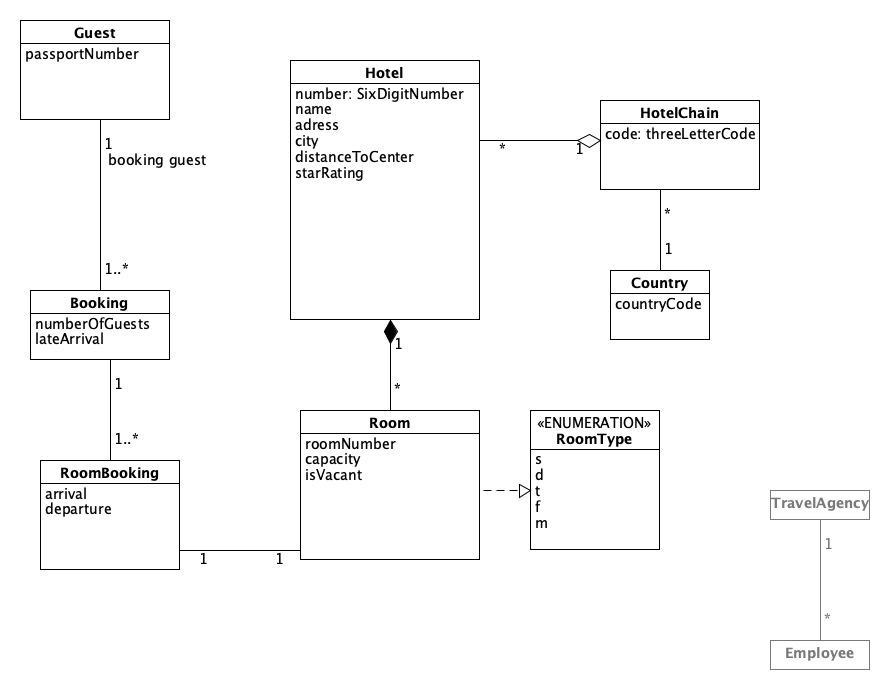 Guest
passportNumber
1
booking guest
1..*
Booking
numberOfGuests
lateArrival
1
1..*
RoomBooking
arrival
departure
1
1
Hotel
number: SixDigitNumber
name
adress
city
distanceToCenter
starRating
*
1
HotelChain
code: threeLetterCode
*
1
Country
countryCode
1
*
Room
roomNumber
capacity
isVacant
«ENUMERATION»
RoomType
s
d
t
f
m
TravelAgency
1
*
Employee